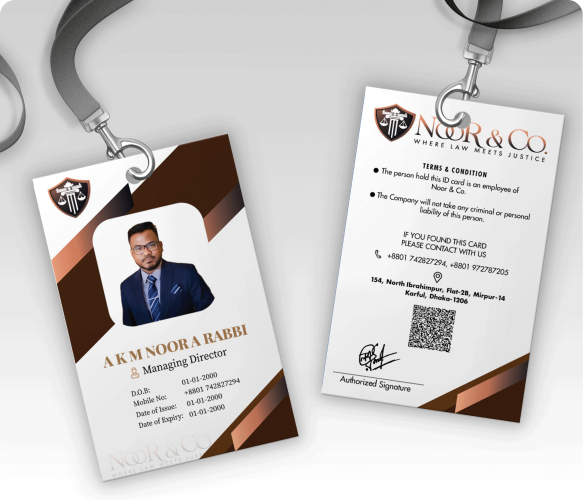 A K M NOOR A RABBI
Managing Director
D.O.B: 01-01-2000
Mobile No: +8801 742827294
Date of Issue: 01-01-2000
Date of Expiry: 01-01-2000
NOOR & CO.
WHERE LAW MEETS JUSTICE
NOOR & CO.
WHERE LAW MEETS JUSTICE
TERMS & CONDITION
The person hold this ID card is an employee of
Noor & Co.
The Company will not take any criminal or personal
liability of this person.
IF YOU FOUND THIS CARD
PLEASE CONTACT WITH US
+8801 742827294, +8801 972787205
154, North Ibrahimpur, Flat-2B, Mirpur-14
Karful, Dhaka-1206
Authorized Signature